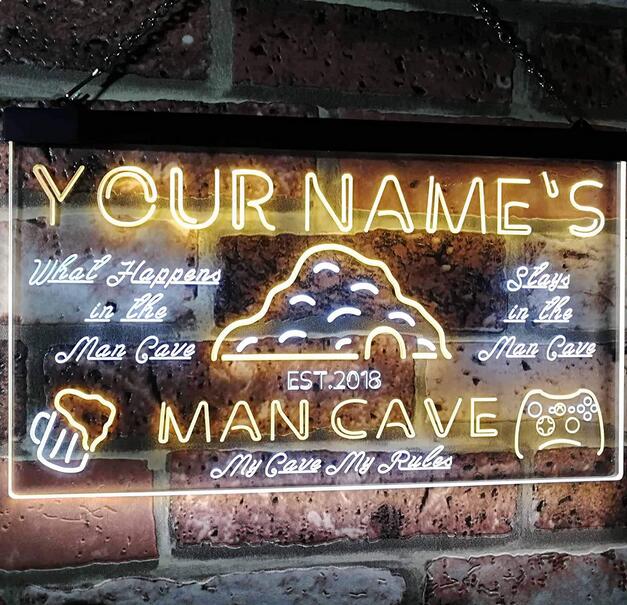 YOUR NAME'S
What Happens
in the
Man Cave
Stays
in the
Man Cave
EST.2018
MAN CAVE
My Cave My Rules